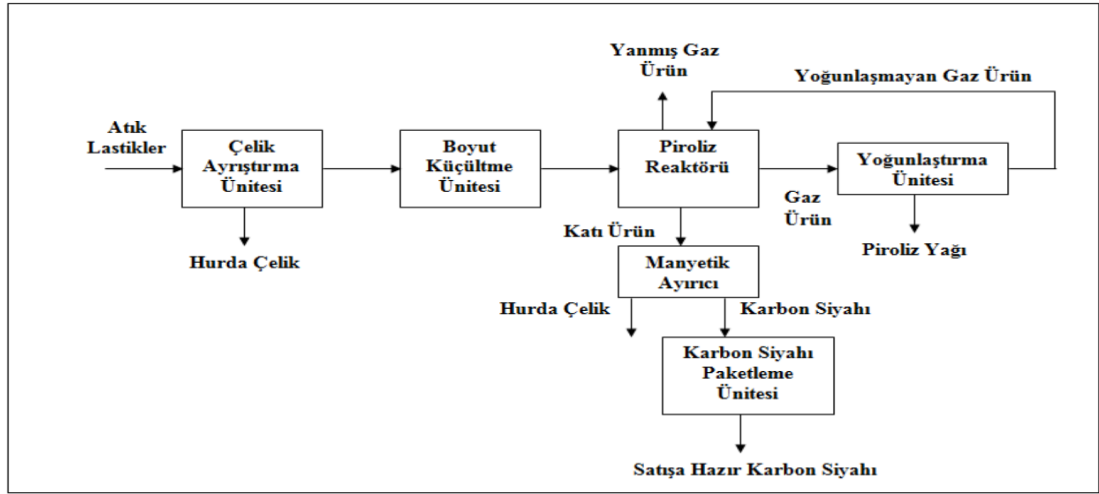 Yanmış Gaz
Ürün
Yoğunlaşmayan Gaz Ürün
Atık
Lastikler
Çelik
Ayrıştırma
Ünitesi
Boyut
Küçültme
Ünitesi
Piroliz
Reaktörü
Yoğunlaştırma
Ünitesi
Gaz
Ürün
Hurda Çelik
Katı Ürün
Piroliz Yağı
Manyetik
Ayırıcı
Hurda Çelik
Karbon Siyahı
Karbon Siyahı
Paketleme
Ünitesi
Satışa Hazır Karbon Siyahı